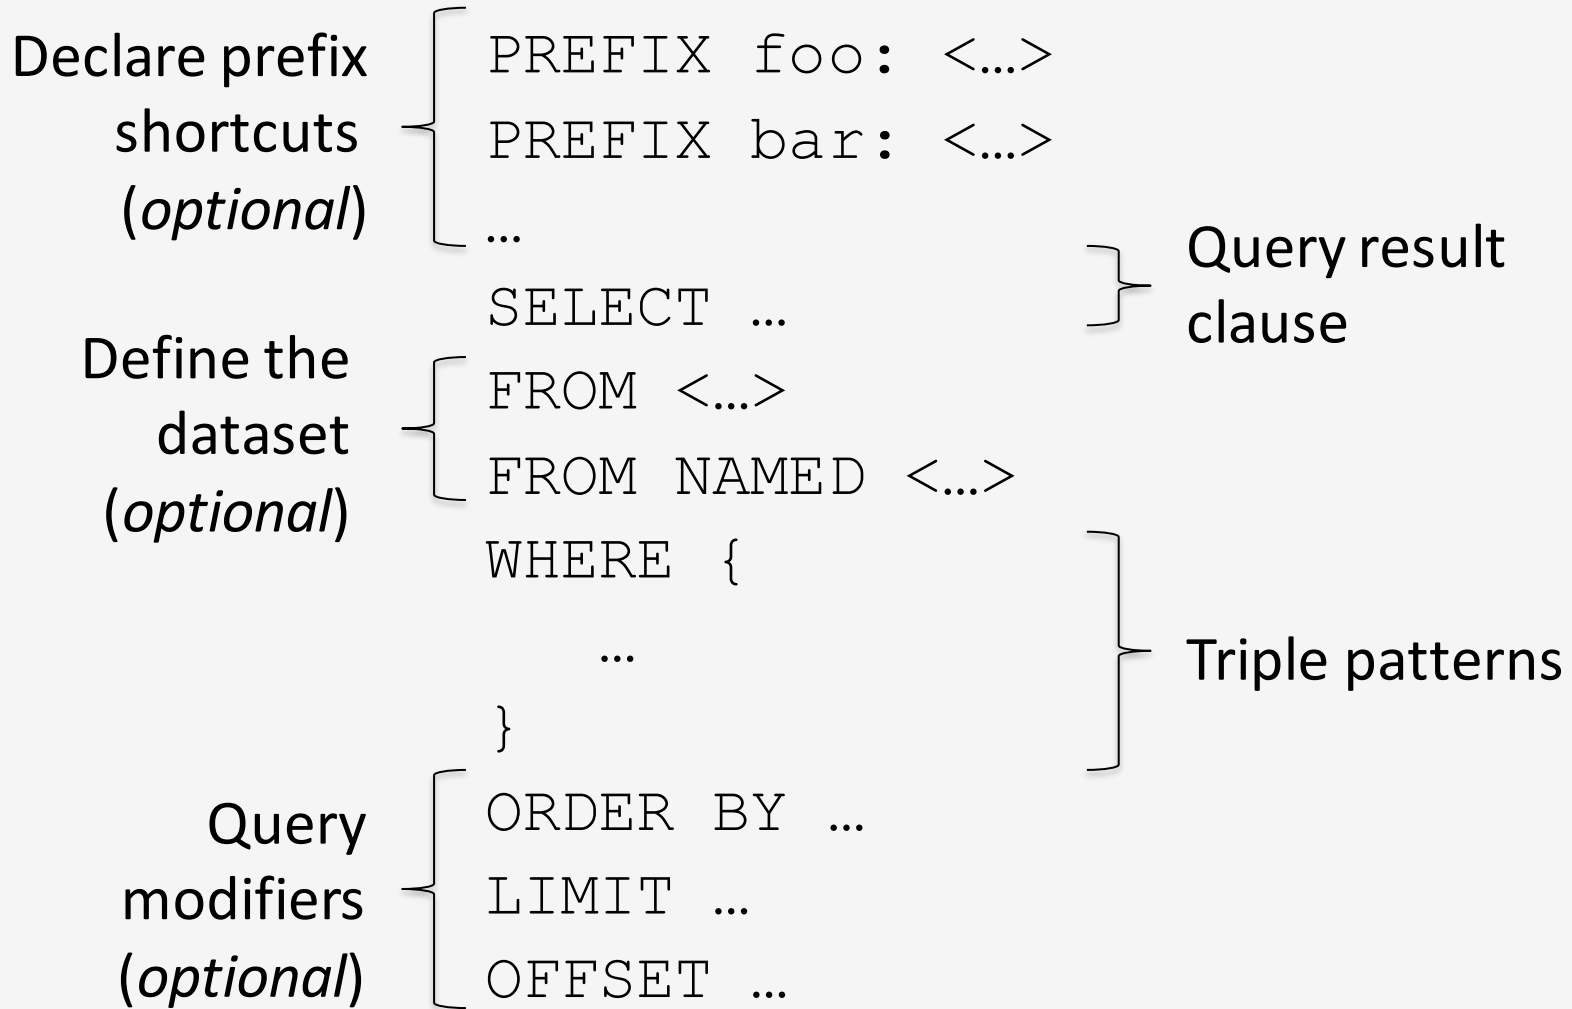 Declare prefix
shortcuts
(optional)
PREFIX foo: <…>
PREFIX bar: <…>
…
SELECT …
Query result
clause
Define the
dataset
(optional)
FROM <…>
FROM NAMED <…>
WHERE {
…
}
Triple patterns
Query
modifiers
(optional)
ORDER BY …
LIMIT …
OFFSET …